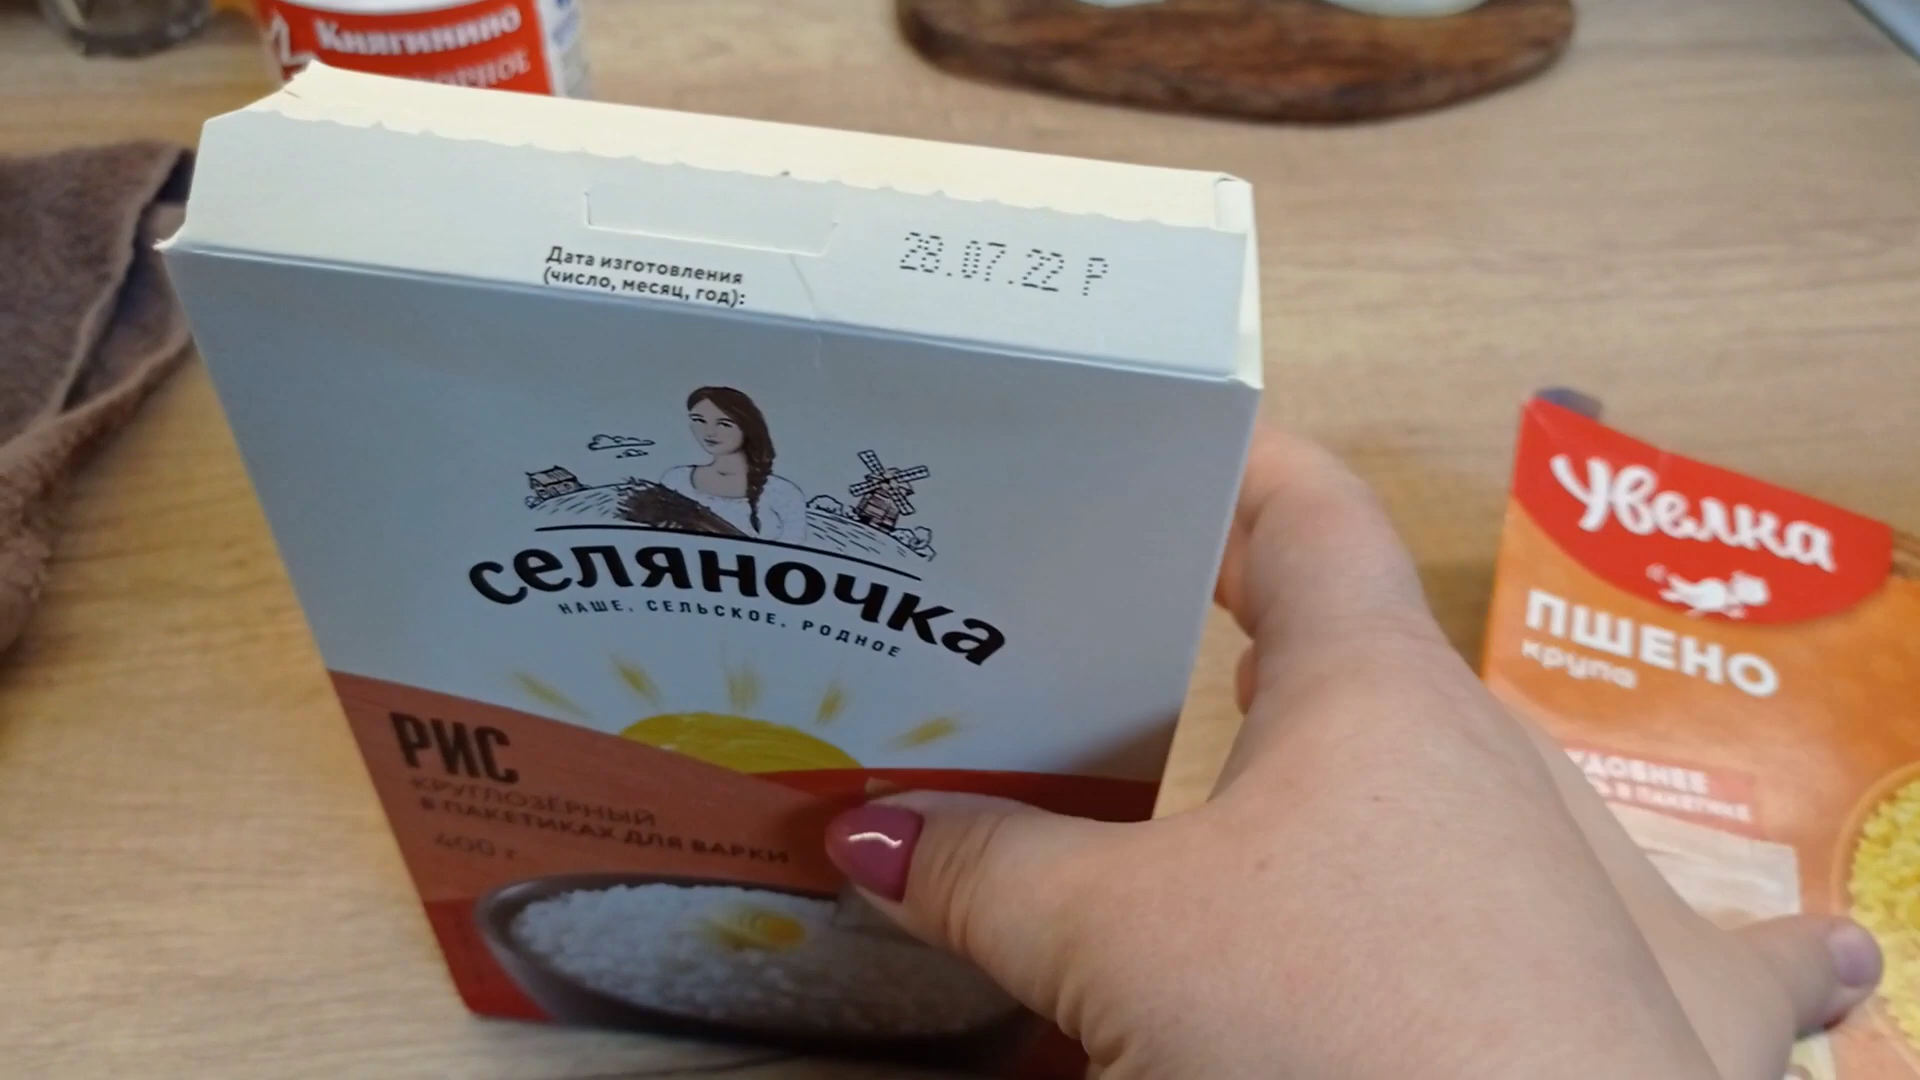 Княгинино
Дата изготовления
(число, месяц, год):
28.07.22 Р
селяночка
НАШЕ. СЕЛЬСКОЕ. РОДНОЕ
РИС
КРУГЛОЗЁРНЫЙ
В ПАКЕТИКАХ ДЛЯ ВАРКИ
400 г
Увелка
ПШЕНО
крупа